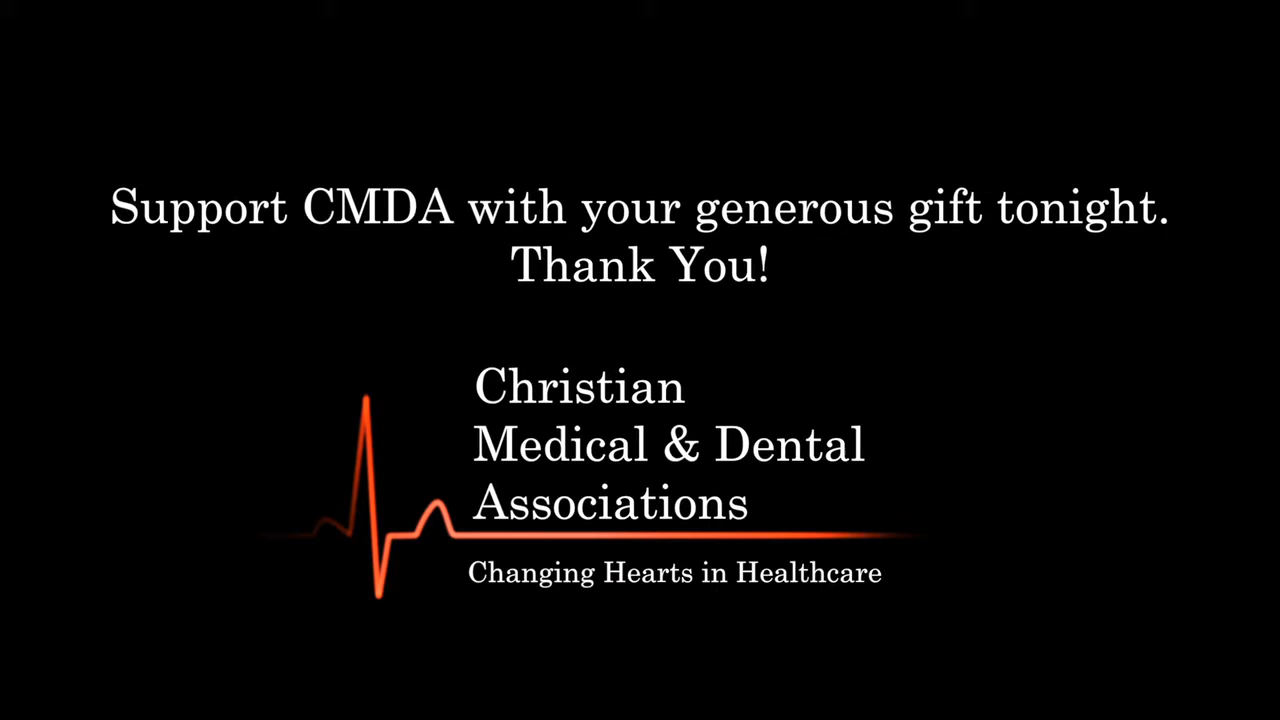 Support CMDA with your generous gift tonight.
Thank You!
Christian
Medical & Dental
Associations
Changing Hearts in Healthcare